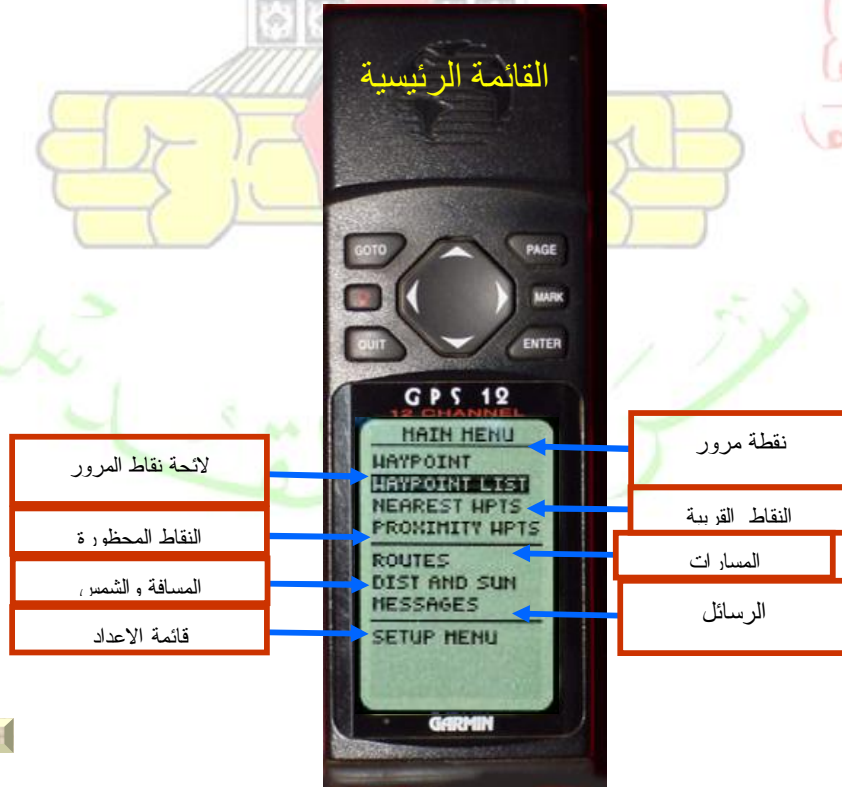 القائمة الرئيسية
GOTO
PAGE
MARK
QUIT
ENTER
GPS 12
12 CHANNEL
MAIN MENU
WAYPOINT
WAYPOINT LIST
NEAREST WPTS
PROXIMITY WPTS
ROUTES
DIST AND SUN
MESSAGES
SETUP MENU
GARMIN
نقطة مرور
لائحة نقاط المرور
النقاط القريبة
النقاط المحظورة
المسارات
المسافة والشمس
الرسائل
قائمة الاعداد